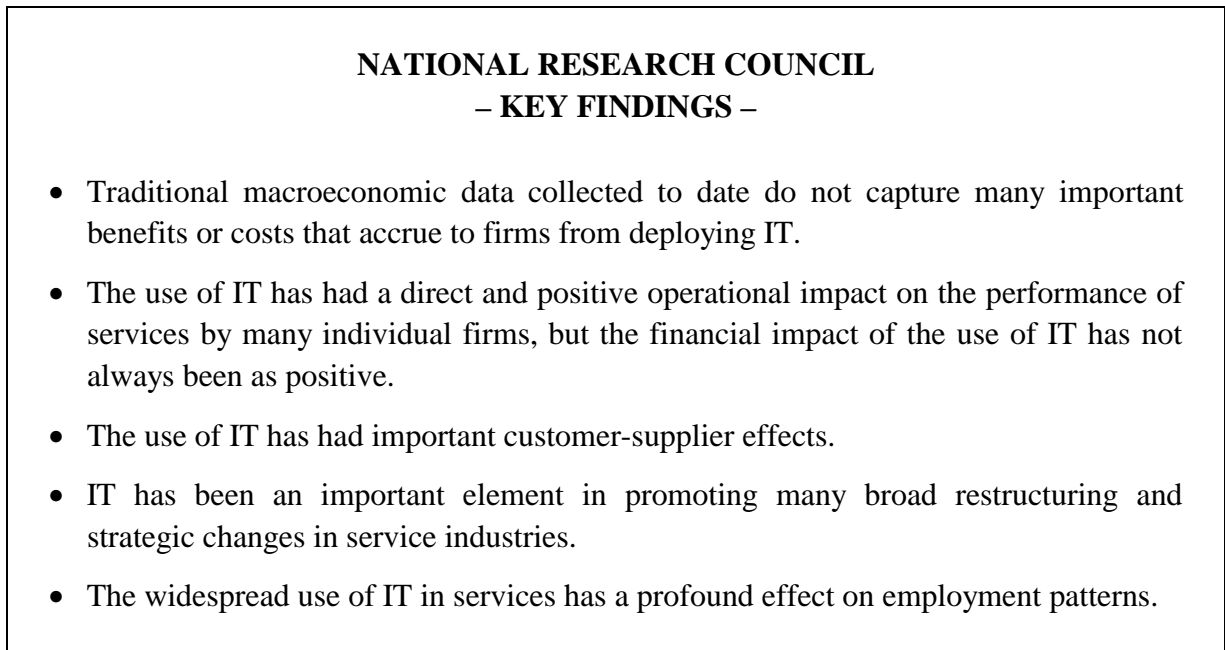 NATIONAL RESEARCH COUNCIL
– KEY FINDINGS –
• Traditional macroeconomic data collected to date do not capture many important
benefits or costs that accrue to firms from deploying IT.
• The use of IT has had a direct and positive operational impact on the performance of
services by many individual firms, but the financial impact of the use of IT has not
always been as positive.
• The use of IT has had important customer-supplier effects.
• IT has been an important element in promoting many broad restructuring and
strategic changes in service industries.
• The widespread use of IT in services has a profound effect on employment patterns.